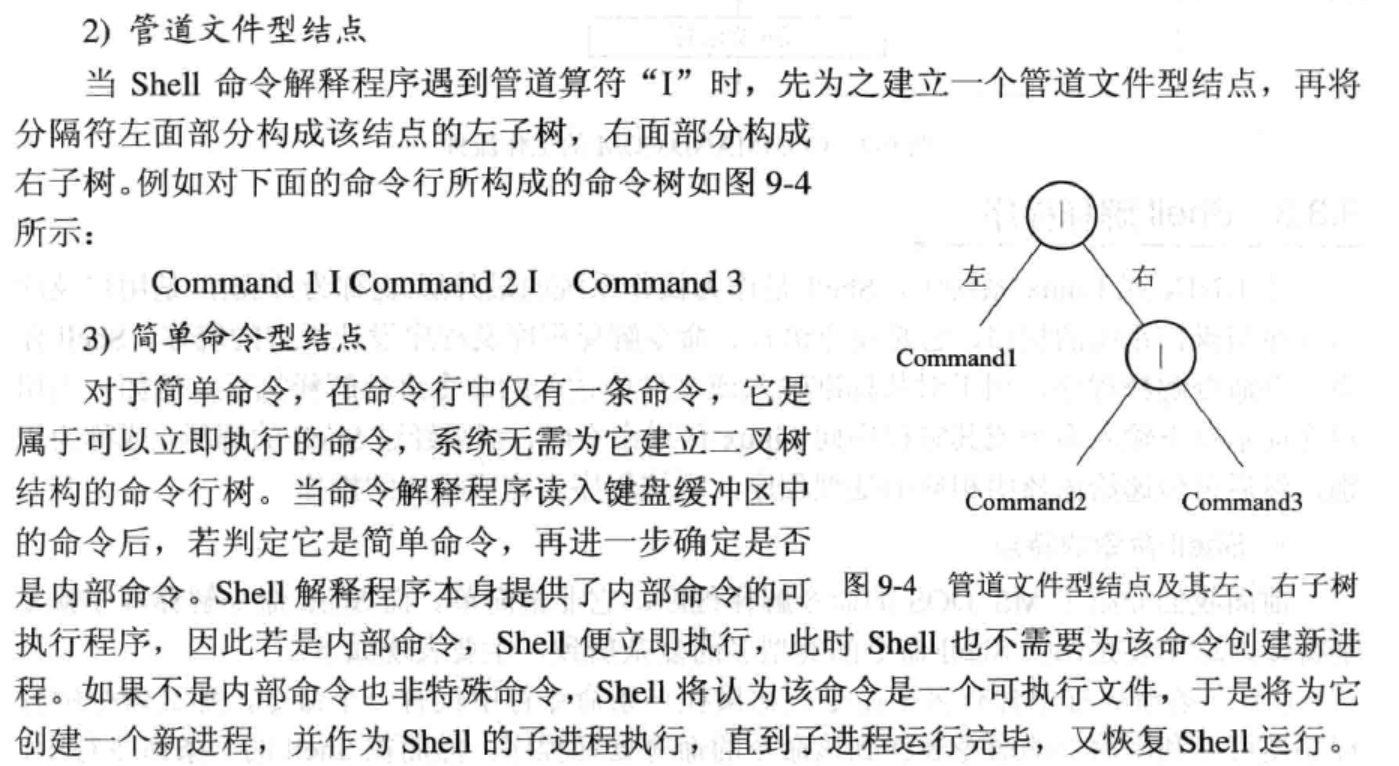 2) 管道文件型结点
当 Shell 命令解释程序遇到管道算符“I”时，先为之建立一个管道文件型结点，再将
分隔符左面部分构成该结点的左子树，右面部分构成
右子树。例如对下面的命令行所构成的命令树如图 9-4
所示：
Command 1 I Command 2 I Command 3
3) 简单命令型结点
对于简单命令，在命令行中仅有一条命令，它是
属于可以立即执行的命令，系统无需为它建立二叉树
结构的命令行树。当命令解释程序读入键盘缓冲区中
的命令后，若判定它是简单命令，再进一步确定是否
是内部命令。Shell 解释程序本身提供了内部命令的可
执行程序，因此若是内部命令，Shell 便立即执行，此时 Shell 也不需要为该命令创建新进
程。如果不是内部命令也非特殊命令，Shell 将认为该命令是一个可执行文件，于是将为它
创建一个新进程，并作为 Shell 的子进程执行，直到子进程运行完毕，又恢复 Shell 运行。
|
左 右
Command1 |
Command2 Command3
图 9-4 管道文件型结点及其左、右子树